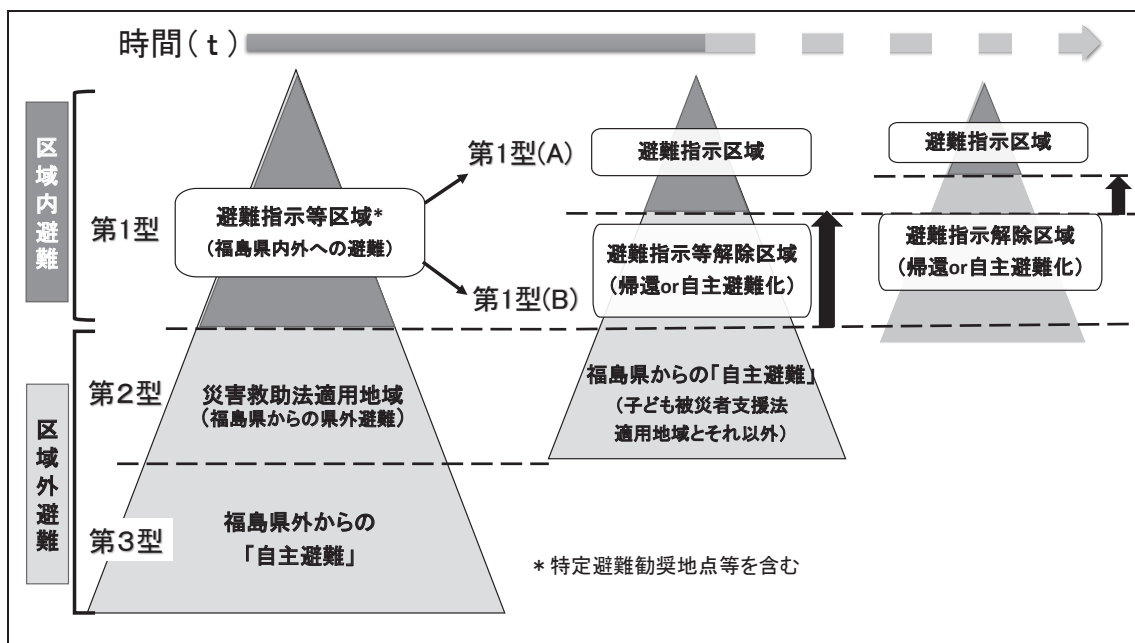 時間(t)
区域内避難
第1型
避難指示等区域*
(福島県内外への避難)
第1型(A)
第1型(B)
避難指示区域
避難指示等解除区域
(帰還or自主避難化)
避難指示区域
避難指示解除区域
(帰還or自主避難化)
区域外避難
第2型
災害救助法適用地域
(福島県からの県外避難)
福島県からの「自主避難」
(子ども被災者支援法
適用地域とそれ以外)
第3型
福島県外からの
「自主避難」
*特定避難勧奨地点等を含む